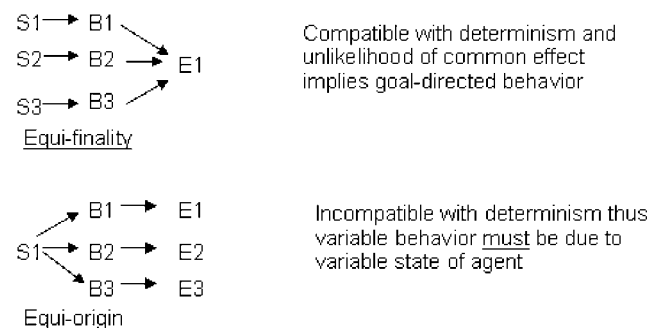 S1 B1
S2 B2 E1
S3 B3
Equi-finality
Compatible with determinism and
unlikelihood of common effect
implies goal-directed behavior
B1 E1
S1 B2 E2
B3 E3
Equi-origin
Incompatible with determinism thus
variable behavior must be due to
variable state of agent